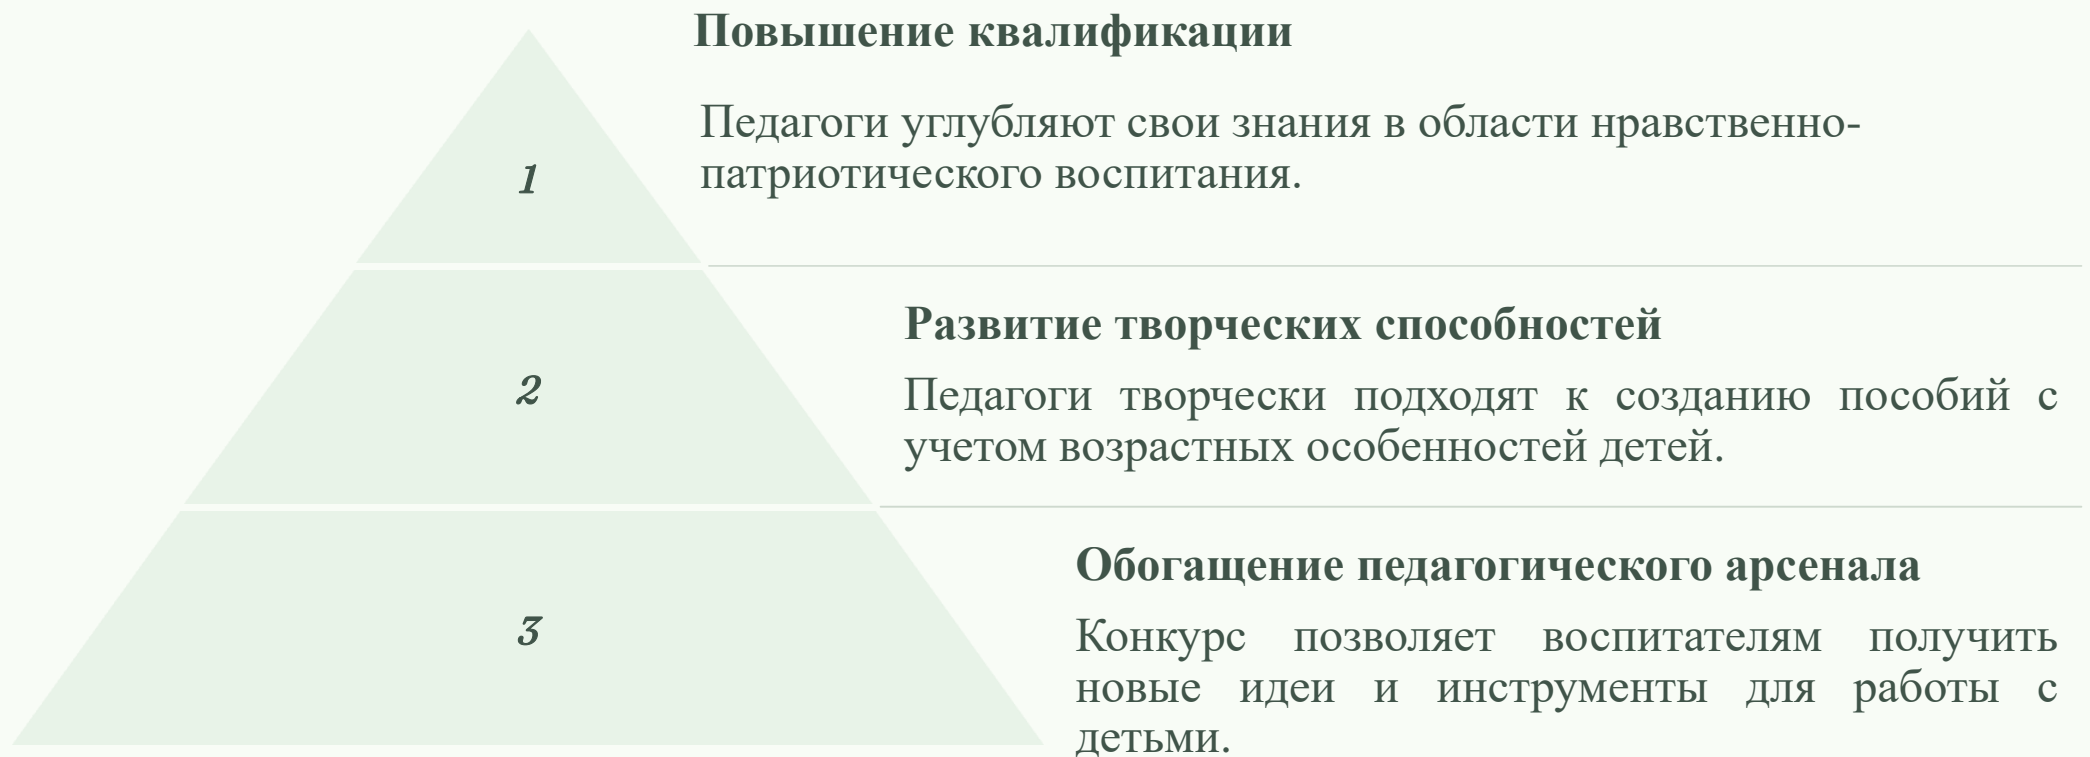 Повышение квалификации
Педагоги углубляют свои знания в области нравственно-
патриотического воспитания.
1
Развитие творческих способностей
Педагоги творчески подходят к созданию пособий с
учетом возрастных особенностей детей.
2
Обогащение педагогического арсенала
Конкурс позволяет воспитателям получить
новые идеи и инструменты для работы с
детьми.
3